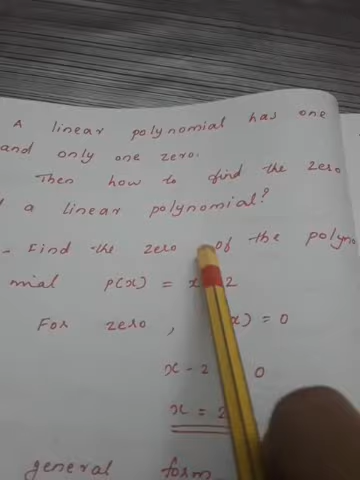 A linear polynomial has one
and only one zero.
Then how to find the zero
a linear polynomial?
- Find the zero of the polyno
mial p(x) = x 2
For zero, x) = 0
x - 2 0
x = 2
general form